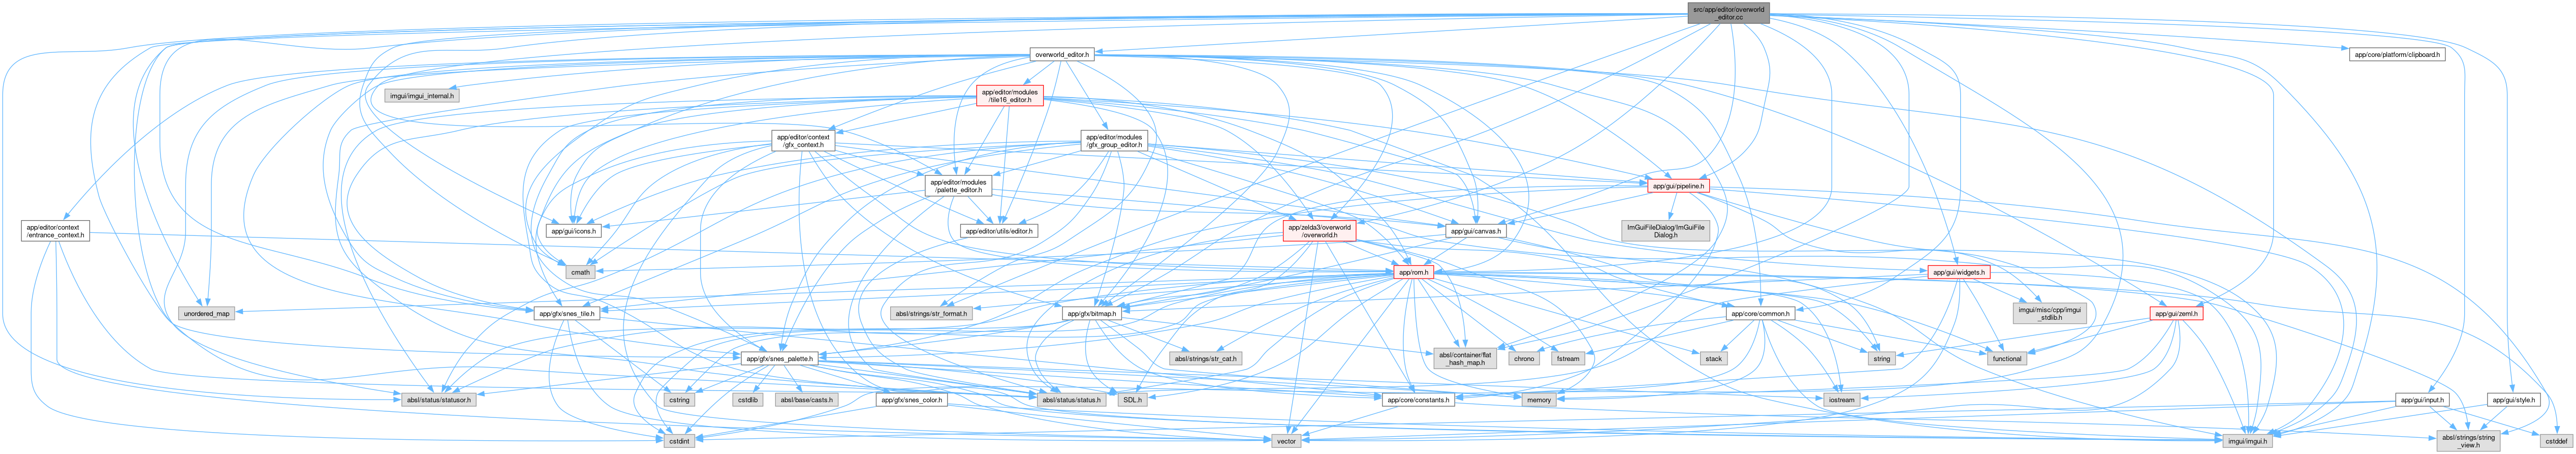 src/app/editor/overworld
_editor.cc
overworld_editor.h
app/core/platform/clipboard.h
imgui/imgui_internal.h
app/editor/modules
/tile16_editor.h
app/editor/context
/gfx_context.h
app/editor/modules
/gfx_group_editor.h
app/editor/modules
/palette_editor.h
app/gui/pipeline.h
app/editor/context
/entrance_context.h
app/gui/icons.h
app/editor/utils/editor.h
app/zelda3/overworld
/overworld.h
app/gui/canvas.h
ImGuiFileDialog/ImGuiFile
Dialog.h
cmath
app/rom.h
app/gui/widgets.h
unordered_map
app/gfx/snes_tile.h
absl/strings/str_format.h
app/gfx/bitmap.h
app/core/common.h
imgui/misc/cpp/imgui
_stdlib.h
app/gui/zeml.h
app/gfx/snes_palette.h
absl/strings/str_cat.h
absl/container/flat
_hash_map.h
chrono
fstream
stack
string
functional
absl/status/statusor.h
cstring
cstdlib
absl/base/casts.h
app/gfx/snes_color.h
absl/status/status.h
SDL.h
app/core/constants.h
memory
iostream
app/gui/input.h
app/gui/style.h
cstdint
vector
imgui/imgui.h
absl/strings/string
_view.h
cstddef